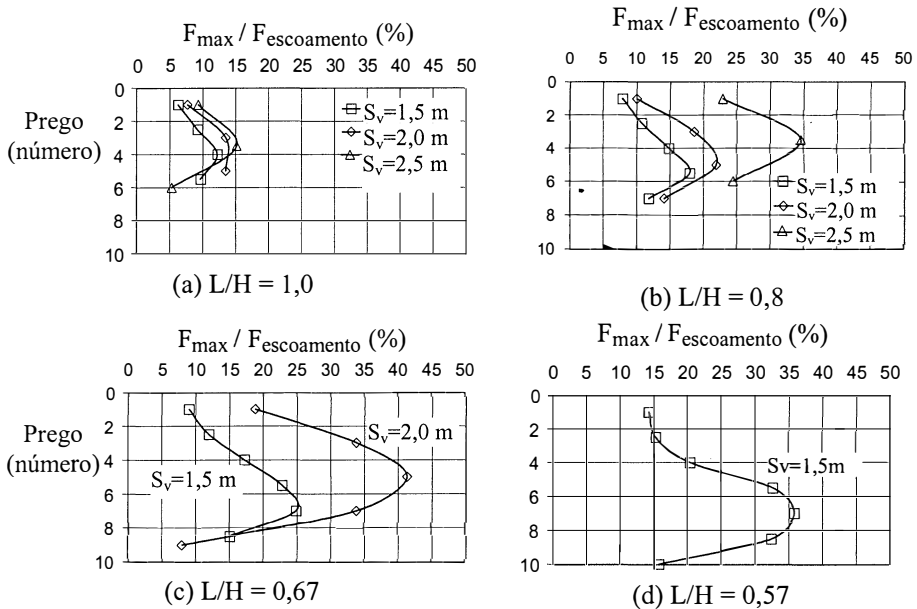 F_max / F_escoamento (%)
0 5 10 15 20 25 30 35 40 45 50
Prego
(número)
0
2
4
6
8
10
S_v=1,5 m
S_v=2,0 m
S_v=2,5 m
(a) L/H = 1,0
F_max / F_escoamento (%)
0 5 10 15 20 25 30 35 40 45 50
0
2
4
6
8
10
S_v=1,5 m
S_v=2,0 m
S_v=2,5 m
(b) L/H = 0,8
F_max / F_escoamento (%)
0 5 10 15 20 25 30 35 40 45 50
Prego
(número)
0
2
4
6
8
10
S_v=2,0 m
S_v=1,5 m
(c) L/H = 0,67
F_max / F_escoamento (%)
0 5 10 15 20 25 30 35 40 45 50
0
2
4
6
8
10
Sv=1,5m
(d) L/H = 0,57